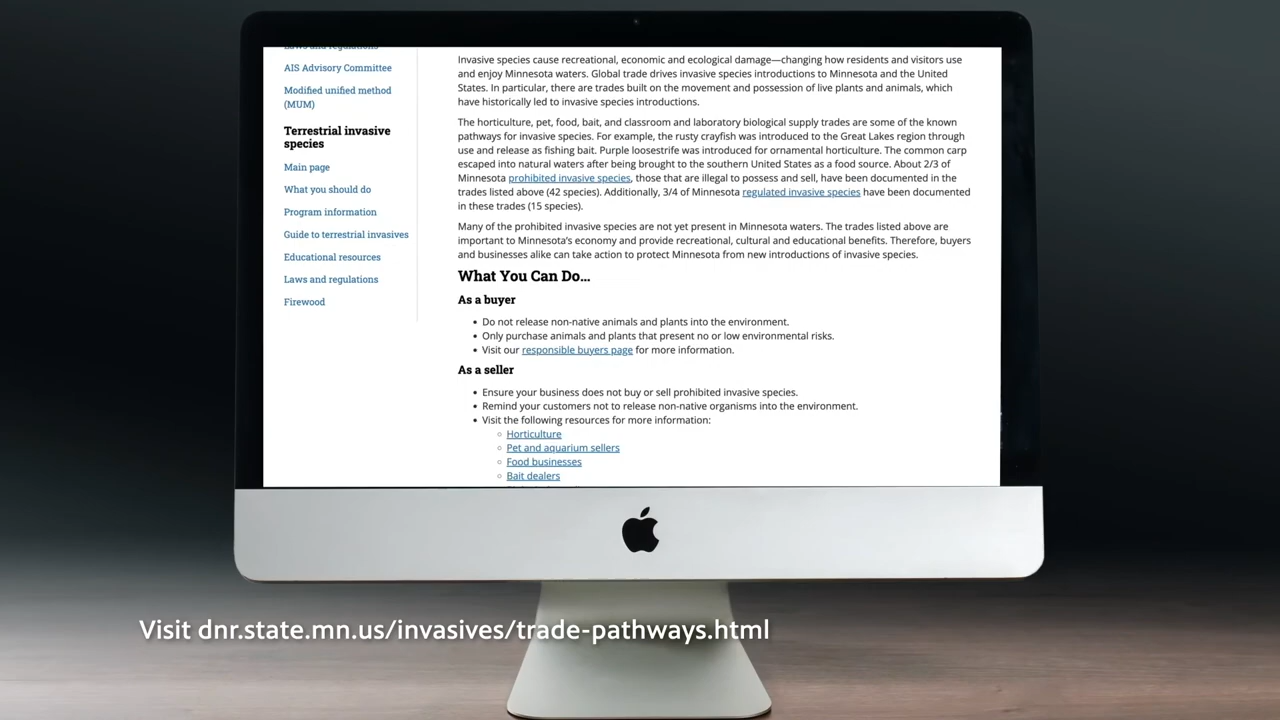 Laws and regulations
AIS Advisory Committee
Modified unified method
(MUM)
Terrestrial invasive
species
Main page
What you should do
Program information
Guide to terrestrial invasives
Educational resources
Laws and regulations
Firewood
Invasive species cause recreational, economic and ecological damage—changing how residents and visitors use
and enjoy Minnesota waters. Global trade drives invasive species introductions to Minnesota and the United
States. In particular, there are trades built on the movement and possession of live plants and animals, which
have historically led to invasive species introductions.
The horticulture, pet, food, bait, and classroom and laboratory biological supply trades are some of the known
pathways for invasive species. For example, the rusty crayfish was introduced to the Great Lakes region through
use and release as fishing bait. Purple loosestrife was introduced for ornamental horticulture. The common carp
escaped into natural waters after being brought to the southern United States as a food source. About 2/3 of
Minnesota prohibited invasive species, those that are illegal to possess and sell, have been documented in the
trades listed above (42 species). Additionally, 3/4 of Minnesota regulated invasive species have been documented
in these trades (15 species).
Many of the prohibited invasive species are not yet present in Minnesota waters. The trades listed above are
important to Minnesota's economy and provide recreational, cultural and educational benefits. Therefore, buyers
and businesses alike can take action to protect Minnesota from new introductions of invasive species.
What You Can Do...
As a buyer
• Do not release non-native animals and plants into the environment.
• Only purchase animals and plants that present no or low environmental risks.
• Visit our responsible buyers page for more information.
As a seller
• Ensure your business does not buy or sell prohibited invasive species.
• Remind your customers not to release non-native organisms into the environment.
• Visit the following resources for more information:
○ Horticulture
○ Pet and aquarium sellers
○ Food businesses
○ Bait dealers
Visit dnr.state.mn.us/invasives/trade-pathways.html